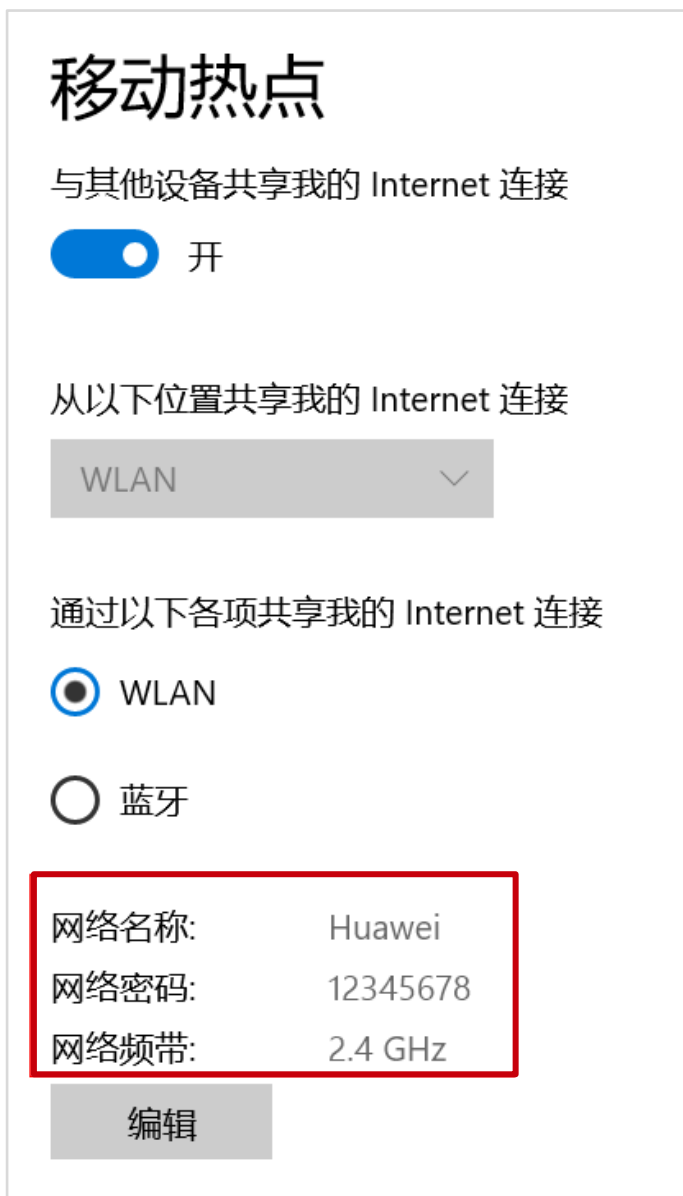 移动热点
与其他设备共享我的 Internet 连接
开
从以下位置共享我的 Internet 连接
WLAN
通过以下各项共享我的 Internet 连接
WLAN
蓝牙
网络名称: Huawei
网络密码: 12345678
网络频带: 2.4 GHz
编辑